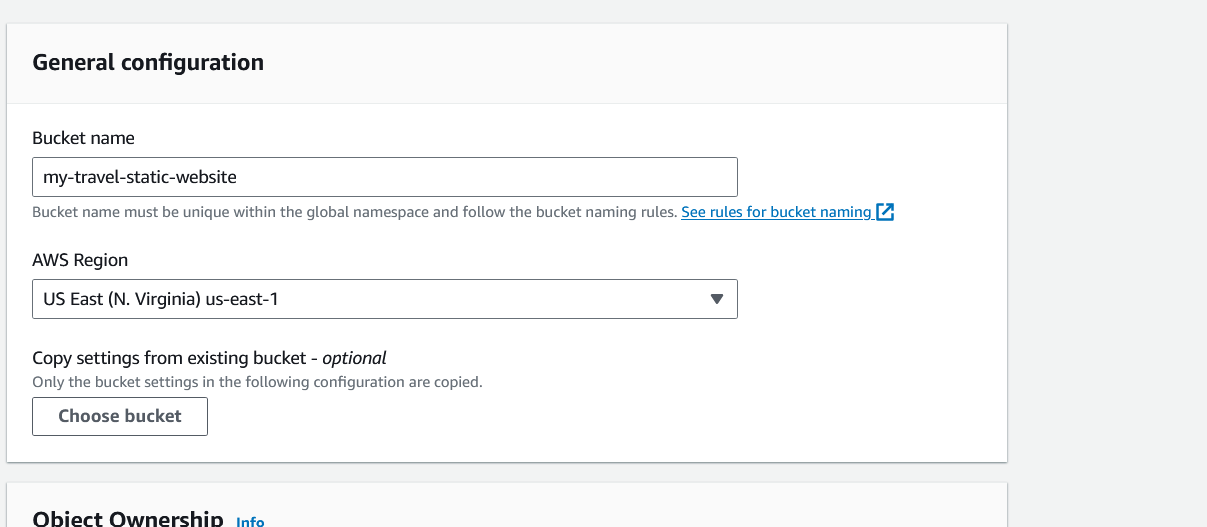 General configuration
Bucket name
my-travel-static-website
Bucket name must be unique within the global namespace and follow the bucket naming rules. See rules for bucket naming
AWS Region
US East (N. Virginia) us-east-1
Copy settings from existing bucket - optional
Only the bucket settings in the following configuration are copied.
Choose bucket
Object Ownership Info